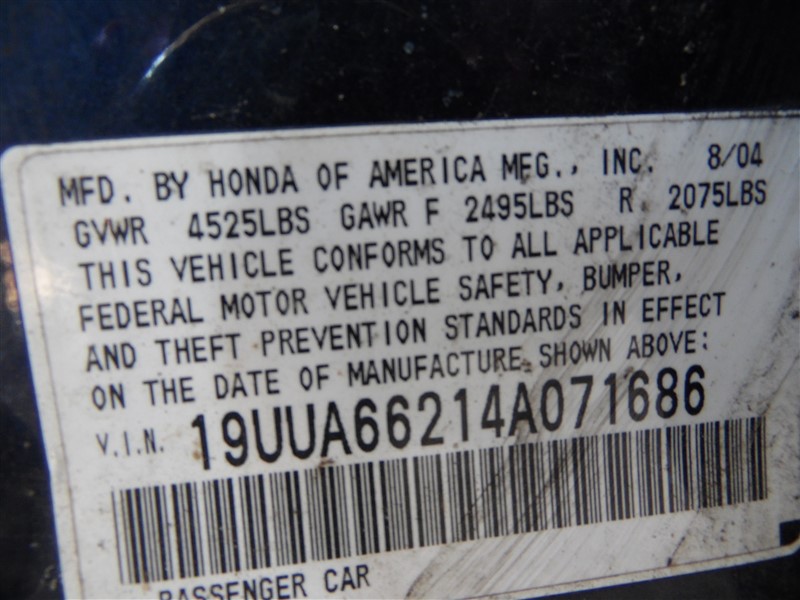 MFD. BY HONDA OF AMERICA MFG., INC. 8/04
GVWR 4525LBS GAWR F 2495LBS R 2075LBS
THIS VEHICLE CONFORMS TO ALL APPLICABLE
FEDERAL MOTOR VEHICLE SAFETY, BUMPER,
AND THEFT PREVENTION STANDARDS IN EFFECT
ON THE DATE OF MANUFACTURE SHOWN ABOVE:
V.I.N. 19UUA66214A071686
PASSENGER CAR